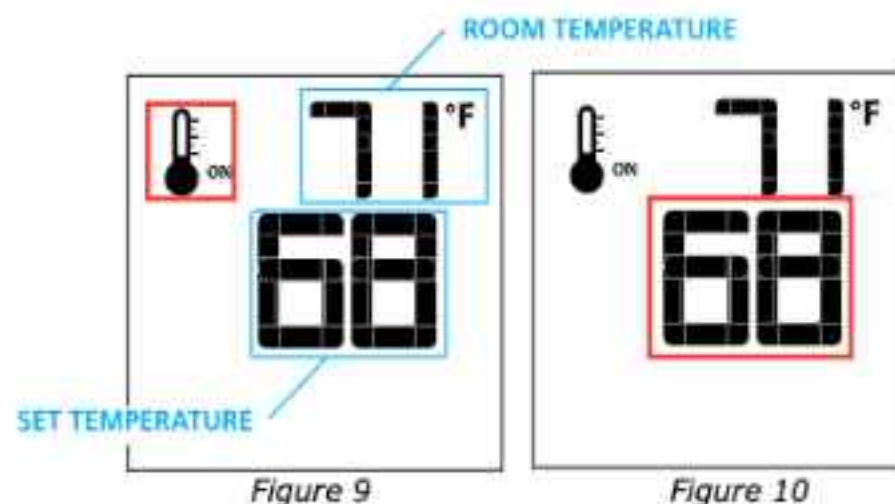 ROOM TEMPERATURE
71 °F
ON
68
SET TEMPERATURE
Figure 9
71 °F
ON
68
Figure 10